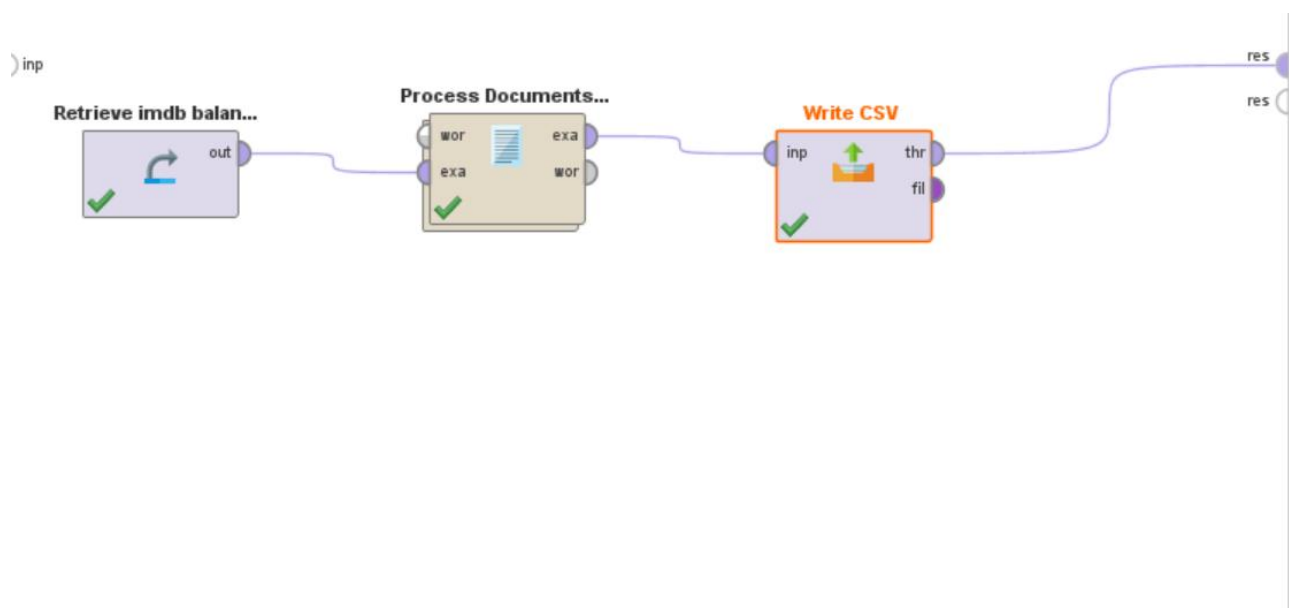 inp
res
res
Retrieve imdb balan...
out
Process Documents...
wor
exa
exa
wor
Write CSV
inp
thr
fil